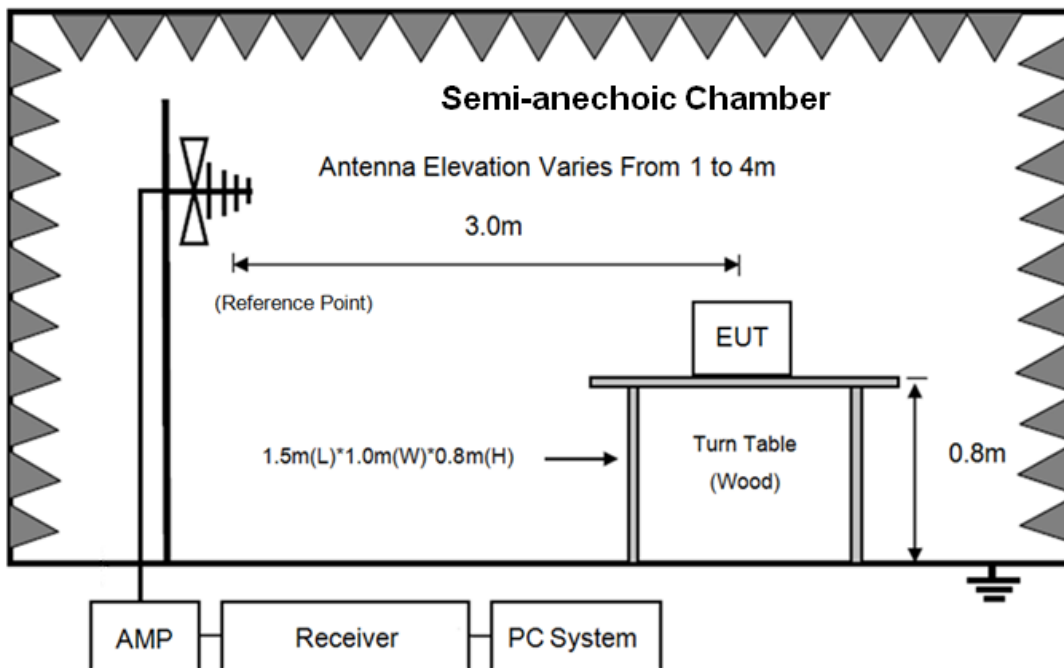 Semi-anechoic Chamber
Antenna Elevation Varies From 1 to 4m
3.0m
(Reference Point)
EUT
1.5m(L)*1.0m(W)*0.8m(H)
Turn Table
(Wood)
0.8m
AMP
Receiver
PC System